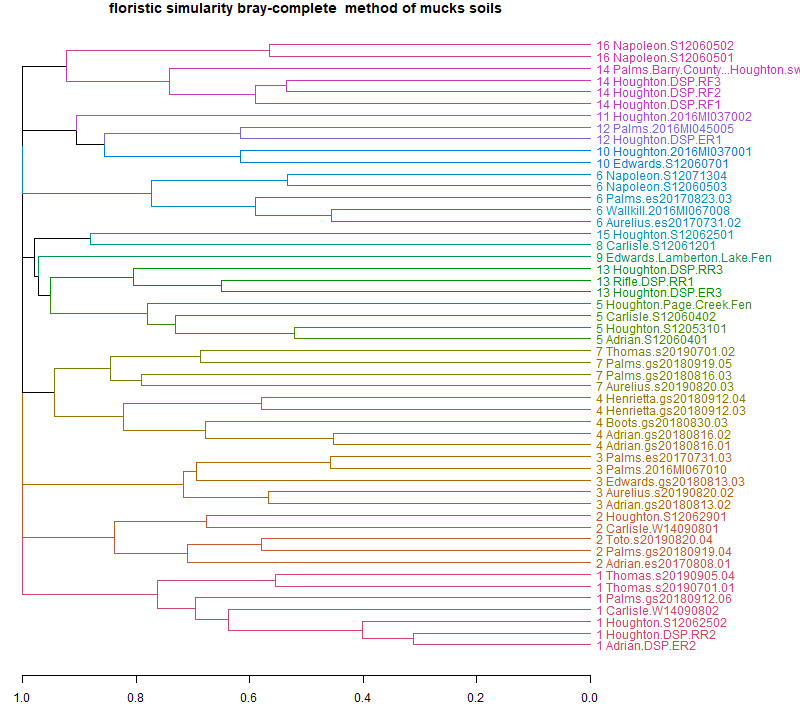 floristic simularity bray-complete method of mucks soils
16 Napoleon.S12060502
16 Napoleon.S12060501
14 Palms.Barry.County...Houghton.sw
14 Houghton.DSP.RF3
14 Houghton.DSP.RF2
14 Houghton.DSP.RF1
11 Houghton.2016MI037002
12 Palms.2016MI045005
12 Houghton.DSP.ER1
10 Houghton.2016MI037001
10 Edwards.S12060701
6 Napoleon.S12071304
6 Napoleon.S12060503
6 Palms.es20170823.03
6 Wallkill.2016MI067008
6 Aurelius.es20170731.02
15 Houghton.S12062501
8 Carlisle.S12061201
9 Edwards.Lamberton.Lake.Fen
13 Houghton.DSP.RR3
13 Rifle.DSP.RR1
13 Houghton.DSP.ER3
5 Houghton.Page.Creek.Fen
5 Carlisle.S12060402
5 Houghton.S12053101
5 Adrian.S12060401
7 Thomas.s20190701.02
7 Palms.gs20180919.05
7 Palms.gs20180816.03
7 Aurelius.s20190820.03
4 Henrietta.gs20180912.04
4 Henrietta.gs20180912.03
4 Boots.gs20180830.03
4 Adrian.gs20180816.02
4 Adrian.gs20180816.01
3 Palms.es20170731.03
3 Palms.2016MI067010
3 Edwards.gs20180813.03
3 Aurelius.s20190820.02
3 Adrian.gs20180813.02
2 Houghton.S12062901
2 Carlisle.W14090801
2 Toto.s20190820.04
2 Palms.gs20180919.04
2 Adrian.es20170808.01
1 Thomas.s20190905.04
1 Thomas.s20190701.01
1 Palms.gs20180912.06
1 Carlisle.W14090802
1 Houghton.S12062502
1 Houghton.DSP.RR2
1 Adrian.DSP.ER2
1.0 0.8 0.6 0.4 0.2 0.0